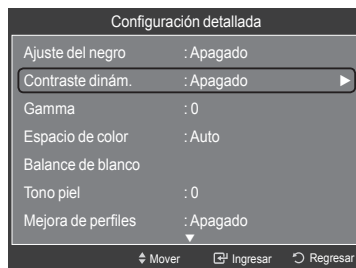 Configuración detallada
Ajuste del negro : Apagado
Contraste dinám. : Apagado
Gamma : 0
Espacio de color : Auto
Balance de blanco
Tono piel : 0
Mejora de perfiles : Apagado
Mover Ingresar Regresar